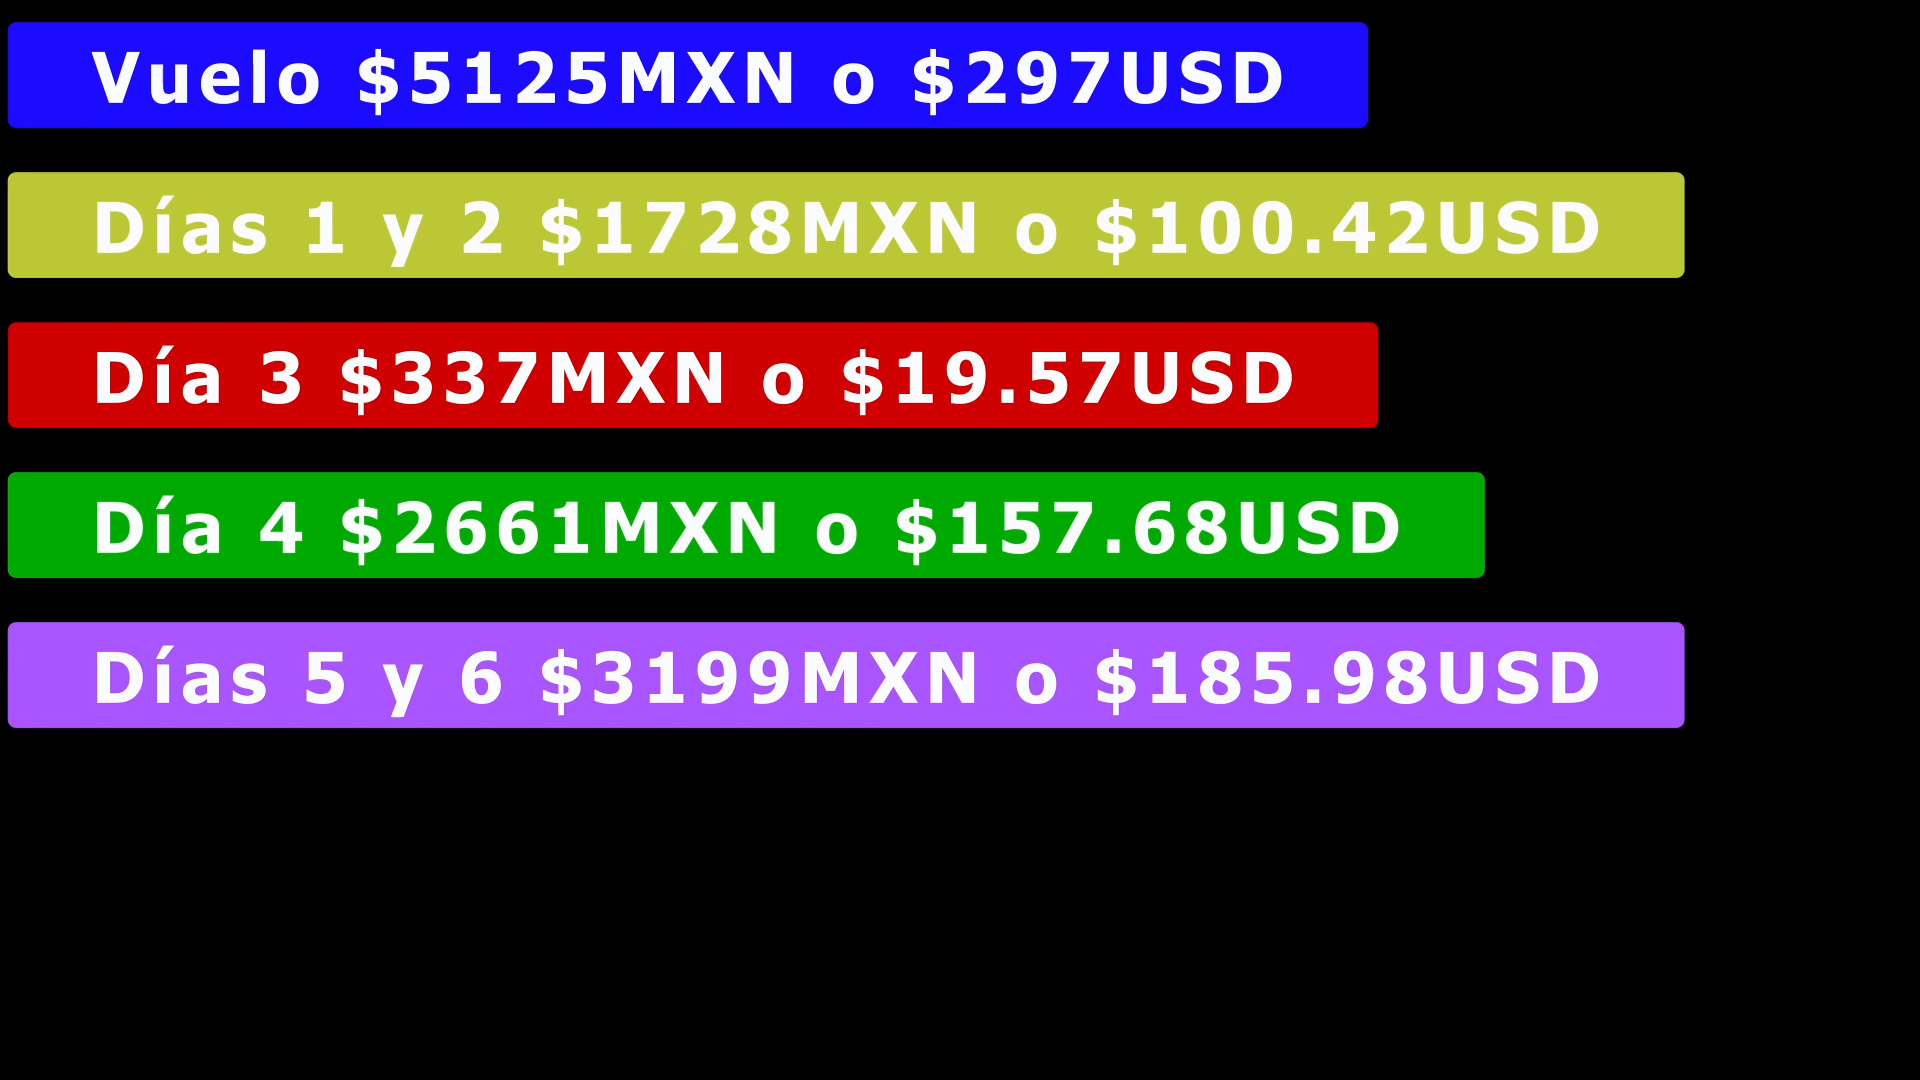 Vuelo $5125MXN o $297USD
Días 1 y 2 $1728MXN o $100.42USD
Día 3 $337MXN o $19.57USD
Día 4 $2661MXN o $157.68USD
Días 5 y 6 $3199MXN o $185.98USD